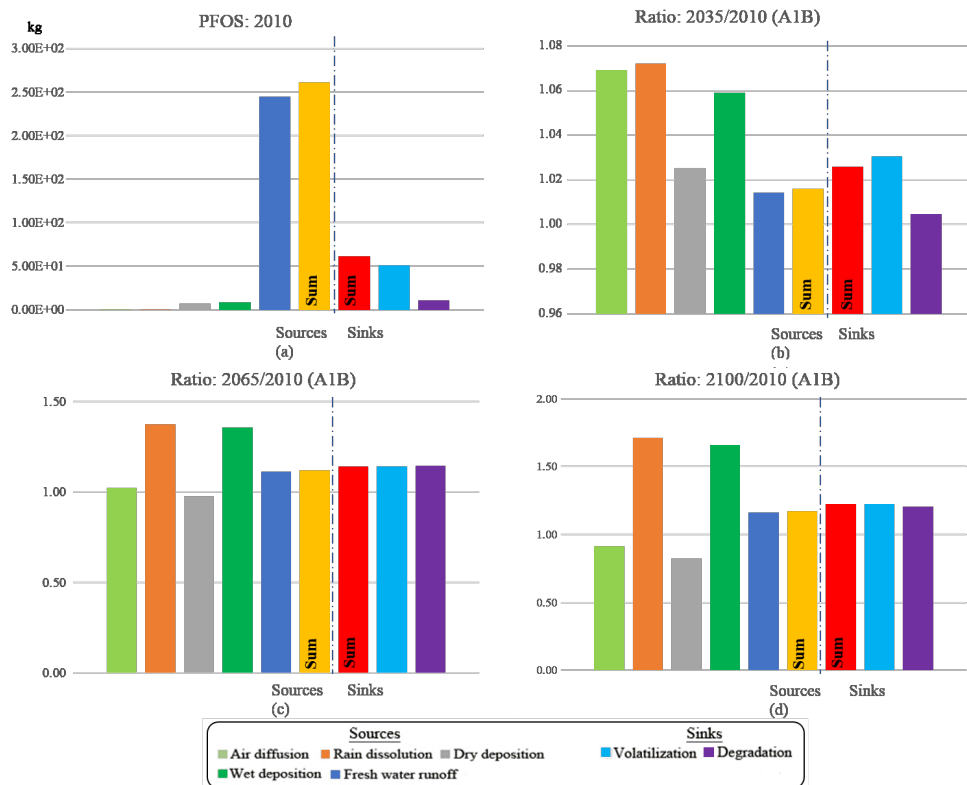 PFOS: 2010
kg
3.00E+02
2.50E+02
2.00E+02
1.50E+02
1.00E+02
5.00E+01
0.00E+00
Sum
Sum
Sources Sinks
(a)
Ratio: 2035/2010 (A1B)
1.08
1.06
1.04
1.02
1.00
0.98
0.96
Sum
Sum
Sources Sinks
(b)
Ratio: 2065/2010 (A1B)
1.50
1.00
0.50
0.00
Sum
Sum
Sources Sinks
(c)
Ratio: 2100/2010 (A1B)
2.00
1.50
1.00
0.50
0.00
Sum
Sum
Sources Sinks
(d)
Sources Sinks
Air diffusion Rain dissolution Dry deposition Volatilization Degradation
Wet deposition Fresh water runoff